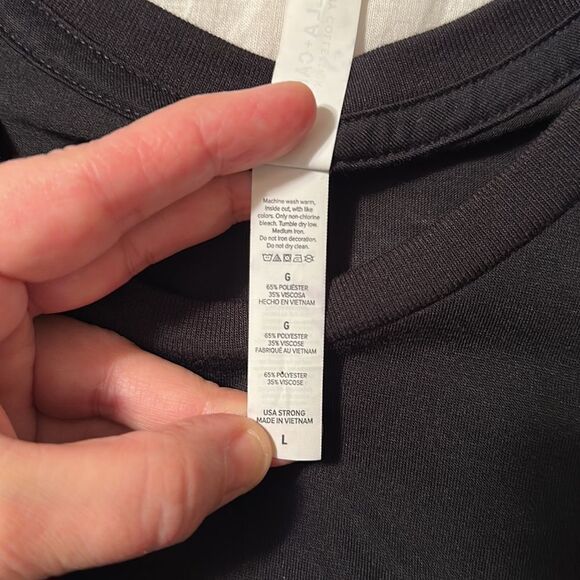 Machine wash warm,
inside out, with like
colors. Only non-chlorine
bleach. Tumble dry low.
Medium Iron.
Do not iron decoration.
Do not dry clean.
G
65% POLIÉSTER
35% VISCOSA
HECHO EN VIETNAM
G
65% POLYESTER
35% VISCOSE
FABRIQUÉ AU VIETNAM
65% POLYESTER
35% VISCOSE
USA STRONG
MADE IN VIETNAM
L